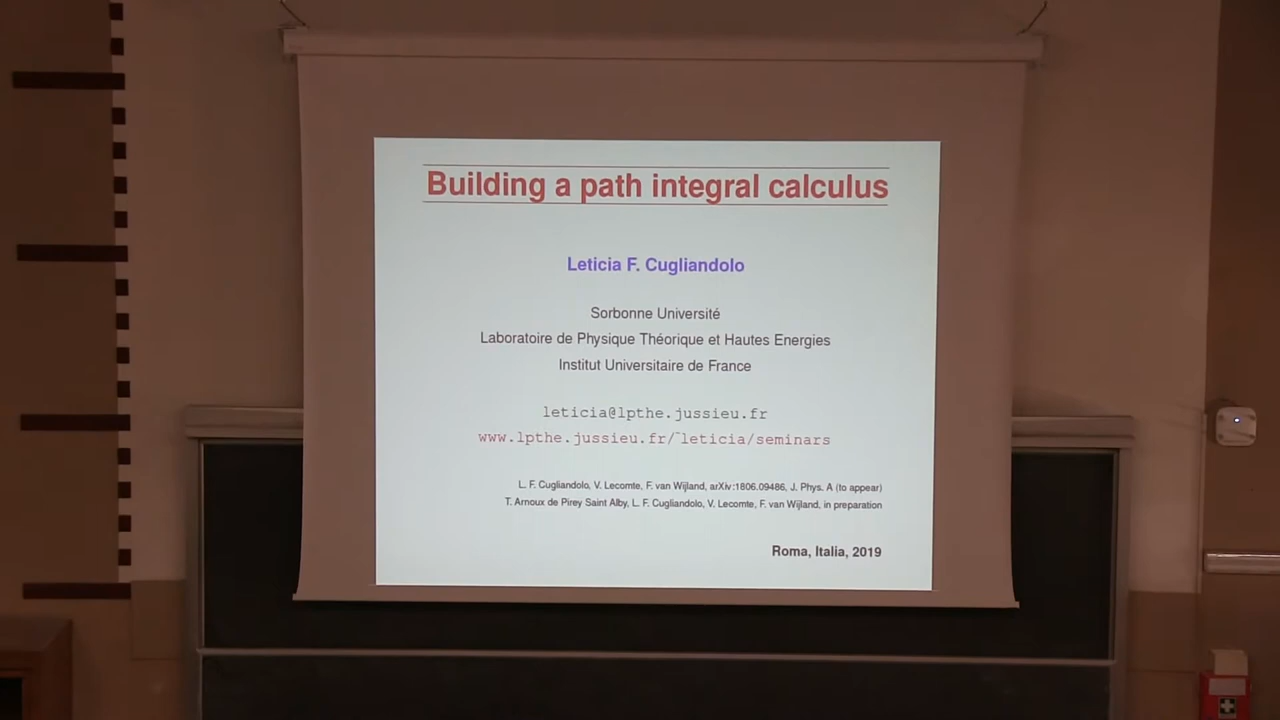 Building a path integral calculus
Leticia F. Cugliandolo
Sorbonne Université
Laboratoire de Physique Théorique et Hautes Energies
Institut Universitaire de France
leticia@lpthe.jussieu.fr
www.lpthe.jussieu.fr/~leticia/seminars
L. F. Cugliandolo, V. Lecomte, F. van Wijland, arXiv:1806.09486, J. Phys. A (to appear)
T. Arnoux de Pirey Saint Alby, L. F. Cugliandolo, V. Lecomte, F. van Wijland, in preparation
Roma, Italia, 2019